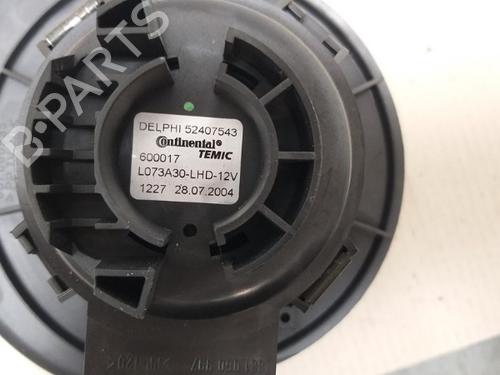 DELPHI 52407543
Continental®
TEMIC
600017
L073A30-LHD-12V
1227 28.07.2004
B-PARTS